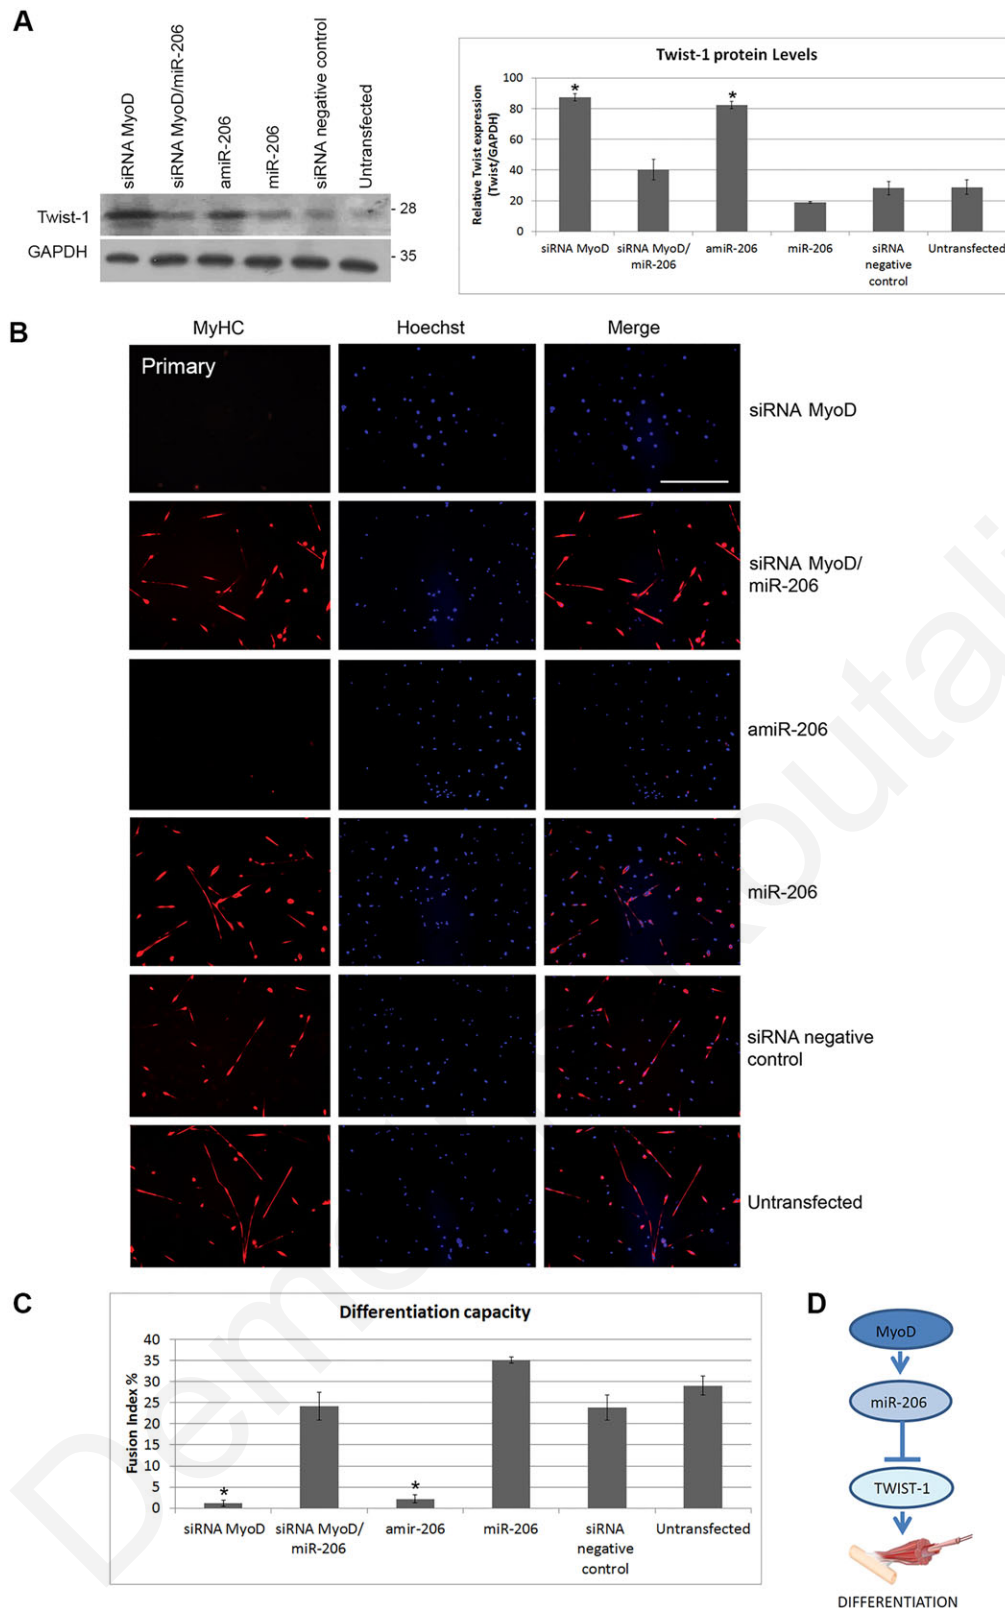 A
siRNA MyoD
siRNA MyoD/miR-206
amiR-206
miR-206
siRNA negative control
Untransfected
Twist-1
- 28
GAPDH
- 35
Twist-1 protein Levels
Relative Twist expression
(Twist/GAPDH)
100
80
60
40
20
0
*
*
siRNA MyoD
siRNA MyoD/
miR-206
amiR-206
miR-206
siRNA
negative
control
Untransfected
B
MyHC
Hoechst
Merge
Primary
siRNA MyoD
siRNA MyoD/
miR-206
amiR-206
miR-206
siRNA negative
control
Untransfected
C
Differentiation capacity
Fusion Index %
40
35
30
25
20
15
10
5
0
*
*
siRNA MyoD
siRNA MyoD/
miR-206
amir-206
miR-206
siRNA
negative
control
Untransfected
D
MyoD
miR-206
TWIST-1
DIFFERENTIATION